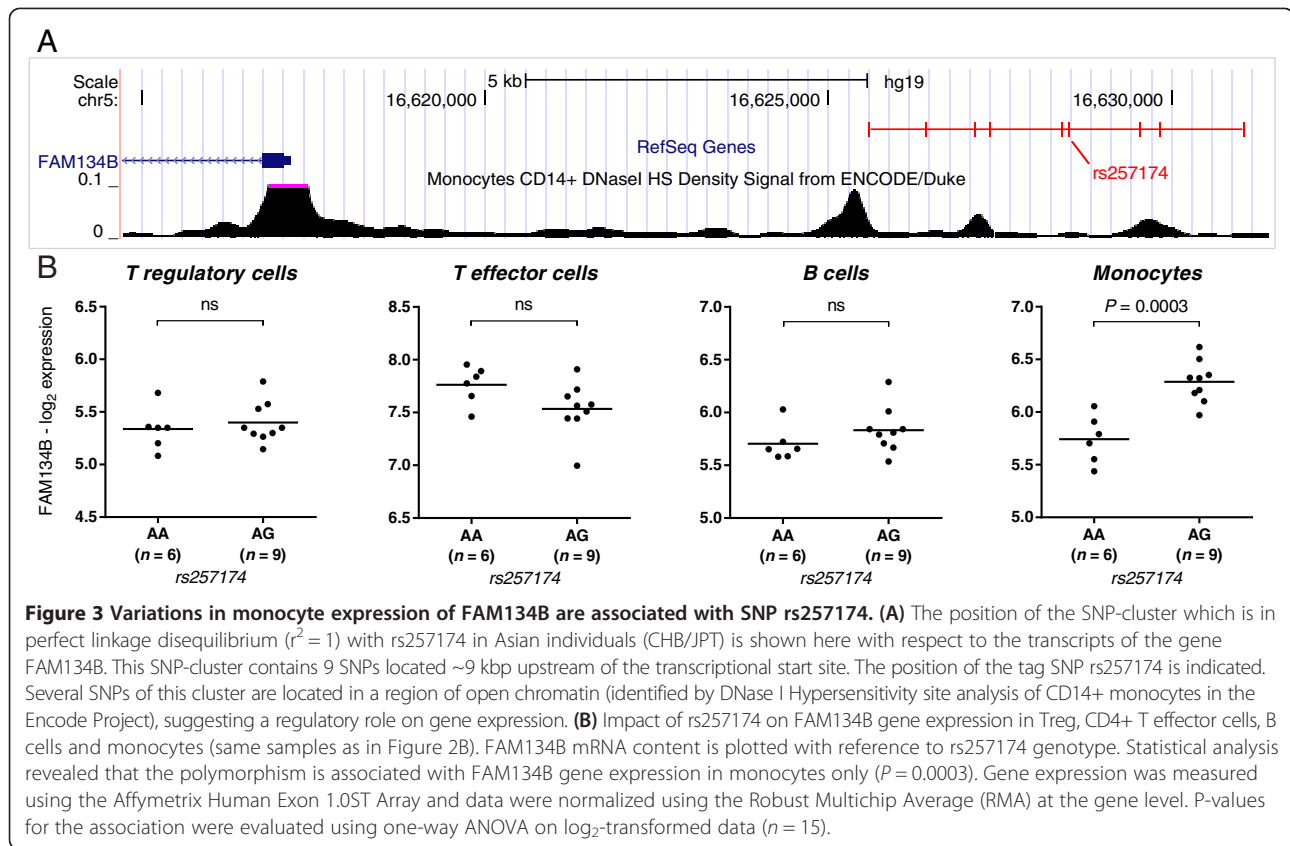 A
Scale
5 kb
hg19
chr5:
16,620,000
16,625,000
16,630,000
RefSeq Genes
FAM134B
rs257174
Monocytes CD14+ DNaseI HS Density Signal from ENCODE/Duke
0.1
0
B
T regulatory cells
T effector cells
B cells
Monocytes
FAM134B - log2 expression
6.5
6.0
5.5
5.0
4.5
ns
AA
AG
(n = 6)
(n = 9)
rs257174
8.5
8.0
7.5
7.0
6.5
ns
AA
AG
(n = 6)
(n = 9)
rs257174
7.0
6.5
6.0
5.5
5.0
ns
AA
AG
(n = 6)
(n = 9)
rs257174
7.0
6.5
6.0
5.5
5.0
P = 0.0003
AA
AG
(n = 6)
(n = 9)
rs257174
Figure 3 Variations in monocyte expression of FAM134B are associated with SNP rs257174. (A) The position of the SNP-cluster which is in
perfect linkage disequilibrium (r2 = 1) with rs257174 in Asian individuals (CHB/JPT) is shown here with respect to the transcripts of the gene
FAM134B. This SNP-cluster contains 9 SNPs located ~9 kbp upstream of the transcriptional start site. The position of the tag SNP rs257174 is indicated.
Several SNPs of this cluster are located in a region of open chromatin (identified by DNase I Hypersensitivity site analysis of CD14+ monocytes in the
Encode Project), suggesting a regulatory role on gene expression. (B) Impact of rs257174 on FAM134B gene expression in Treg, CD4+ T effector cells, B
cells and monocytes (same samples as in Figure 2B). FAM134B mRNA content is plotted with reference to rs257174 genotype. Statistical analysis
revealed that the polymorphism is associated with FAM134B gene expression in monocytes only (P = 0.0003). Gene expression was measured
using the Affymetrix Human Exon 1.0ST Array and data were normalized using the Robust Multichip Average (RMA) at the gene level. P-values
for the association were evaluated using one-way ANOVA on log2-transformed data (n = 15).